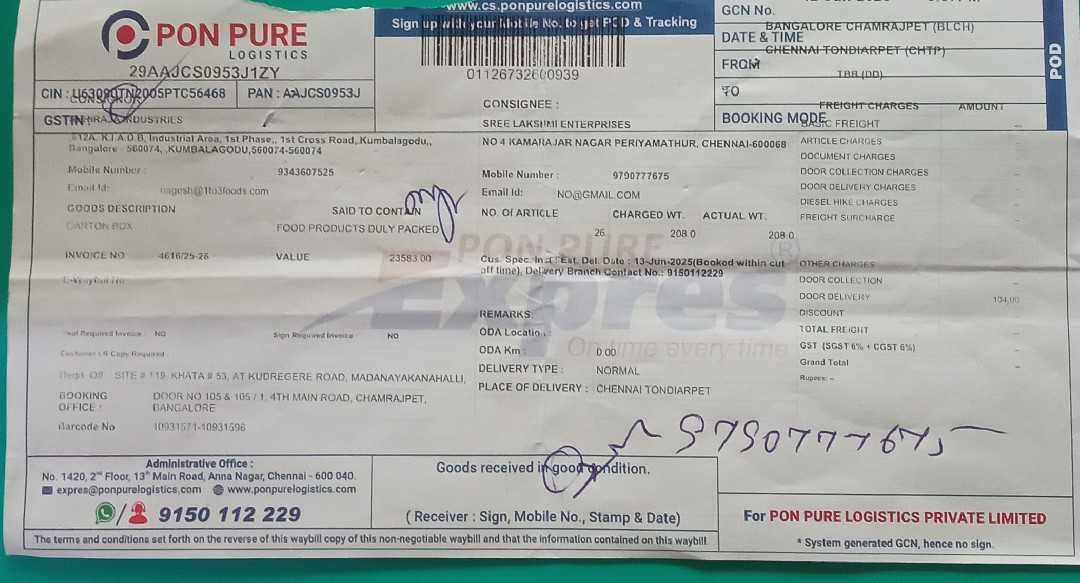 PON PURE
LOGISTICS
29AAJCS0953J1ZY
CIN : U63090TN2005PTC56468 PAN : AAJCS0953J
CONSIGNOR
GSTIN INDUSTRIES
#12A, K.I.A.D.B, Industrial Area, 1st Phase,, 1st Cross Road, Kumbalagodu,,
Bangalore - 560074, ,KUMBALAGODU,560074-560074
Mobile Number : 9343607525
Email Id: nagesh@1to3foods.com
GOODS DESCRIPTION SAID TO CONTAIN
CARTON BOX FOOD PRODUCTS DULY PACKED
INVOICE NO 4616/25-26 VALUE 23583.00
Seal Required Invoice : NO Sign Required Invoice : NO
Customer LR Copy Required :
Regd. Off : SITE # 119, KHATA # 53, AT KUDREGERE ROAD, MADANAYAKANAHALLI,
BOOKING OFFICE : DOOR NO 105 & 105 / 1, 4TH MAIN ROAD, CHAMRAJPET,
BANGALORE
Barcode No 10931571-10931596
www.cs.ponpurelogistics.com
Sign up with your Mobile No. to get POD & Tracking
01126732600939
CONSIGNEE :
SREE LAKSHMI ENTERPRISES
NO 4 KAMARAJAR NAGAR PERIYAMATHUR, CHENNAI-600068
Mobile Number : 9790777675
Email Id: NO@GMAIL.COM
NO. Of ARTICLE CHARGED WT. ACTUAL WT.
26 208.0 208.0
PON PURE
Expres
On time every time
Cus. Spec. Inst : Est. Del. Date : 13-Jun-2025(Booked within cut
off time), Delivery Branch Contact No.: 9150112229
REMARKS:
ODA Location :
ODA Km : 0.00
DELIVERY TYPE : NORMAL
PLACE OF DELIVERY : CHENNAI TONDIARPET
GCN No.
BANGALORE CHAMRAJPET (BLCH)
DATE & TIME
CHENNAI TONDIARPET (CHTP)
FROM
TBB (DD)
TO
FREIGHT CHARGES AMOUNT
BOOKING MODE
BASIC FREIGHT
POD
ARTICLE CHARGES
DOCUMENT CHARGES
DOOR COLLECTION CHARGES
DOOR DELIVERY CHARGES
DIESEL HIKE CHARGES
FREIGHT SURCHARGE
OTHER CHARGES
DOOR COLLECTION
DOOR DELIVERY 104.00
DISCOUNT
TOTAL FREIGHT
GST (SGST 6% + CGST 6%)
Grand Total
Rupees: --
9790777675
Administrative Office :
No. 1420, 2nd Floor, 13th Main Road, Anna Nagar, Chennai - 600 040.
expres@ponpurelogistics.com www.ponpurelogistics.com
9150 112 229
Goods received in good condition.
( Receiver : Sign, Mobile No., Stamp & Date)
For PON PURE LOGISTICS PRIVATE LIMITED
* System generated GCN, hence no sign.
The terms and conditions set forth on the reverse of this waybill copy of this non-negotiable waybill and that the information contained on this waybill